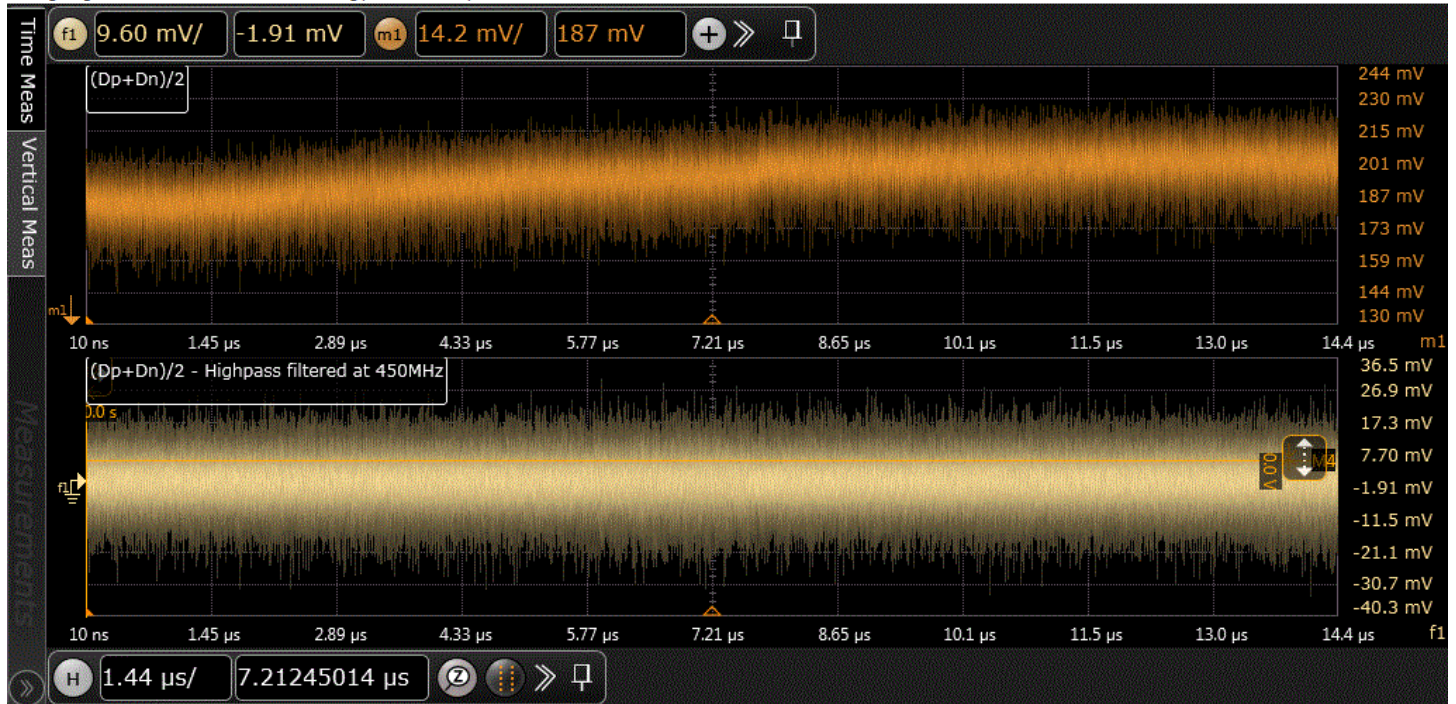 f1 9.60 mV/ -1.91 mV m1 14.2 mV/ 187 mV
Time Meas
Vertical Meas
Measurements
(Dp+Dn)/2
244 mV
230 mV
215 mV
201 mV
187 mV
173 mV
159 mV
144 mV
130 mV
m1
10 ns 1.45 µs 2.89 µs 4.33 µs 5.77 µs 7.21 µs 8.65 µs 10.1 µs 11.5 µs 13.0 µs 14.4 µs m1
(Dp+Dn)/2 - Highpass filtered at 450MHz
0.0 s
36.5 mV
26.9 mV
17.3 mV
7.70 mV
-1.91 mV
-11.5 mV
-21.1 mV
-30.7 mV
-40.3 mV
0.0 V
M4
f1
10 ns 1.45 µs 2.89 µs 4.33 µs 5.77 µs 7.21 µs 8.65 µs 10.1 µs 11.5 µs 13.0 µs 14.4 µs f1
H 1.44 µs/ 7.21245014 µs Z